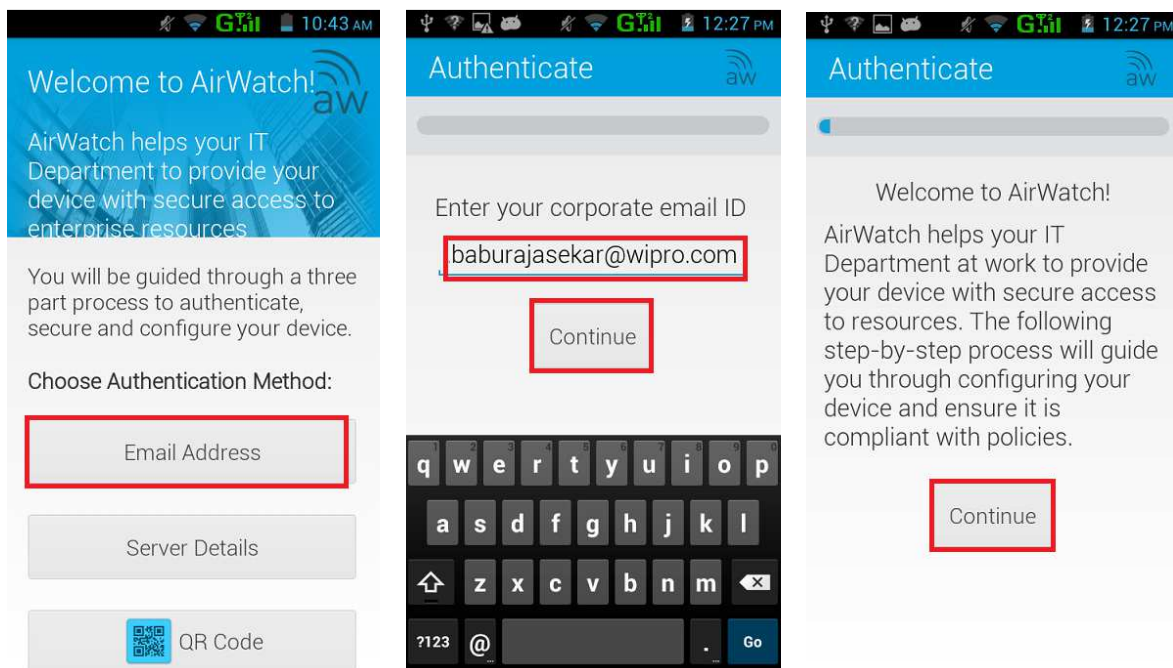 10:43 AM
Welcome to AirWatch!
aw
AirWatch helps your IT
Department to provide your
device with secure access to
enterprise resources
You will be guided through a three
part process to authenticate,
secure and configure your device.
Choose Authentication Method:
Email Address
Server Details
QR Code
12:27 PM
Authenticate
aw
Enter your corporate email ID
baburajasekar@wipro.com
Continue
q w e r t y u i o p
a s d f g h j k l
z x c v b n m
?123 @ . Go
12:27 PM
Authenticate
aw
Welcome to AirWatch!
AirWatch helps your IT
Department at work to provide
your device with secure access
to resources. The following
step-by-step process will guide
you through configuring your
device and ensure it is
compliant with policies.
Continue